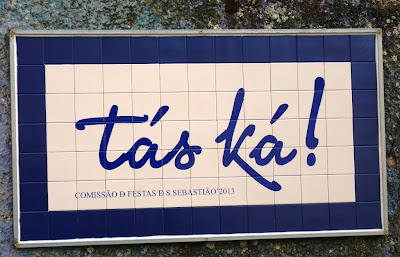 tás ká!
COMISSÃO Ð FESTAS Ð S.SEBASTIÃO'2013